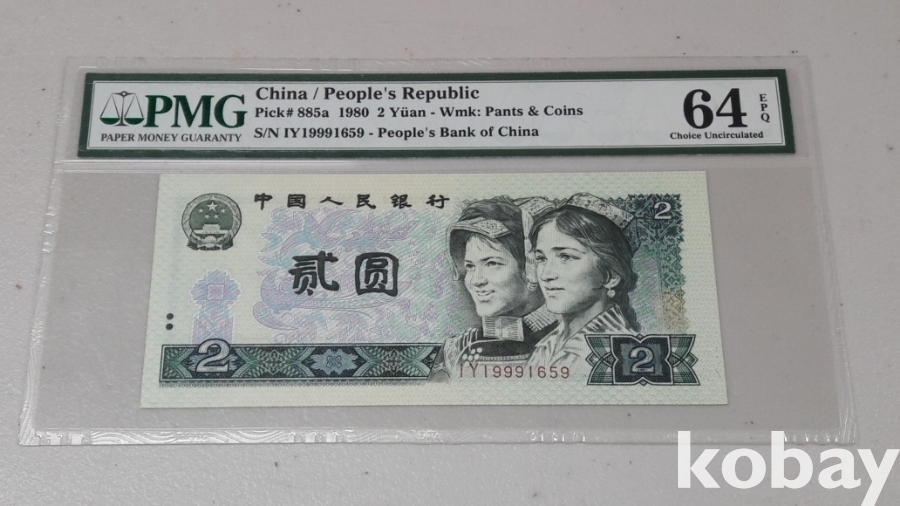 PMG
PAPER MONEY GUARANTY
China / People's Republic
Pick# 885a 1980 2 Yüan - Wmk: Pants & Coins
S/N IY19991659 - People's Bank of China
64 EPQ
Choice Uncirculated
中国人民银行
2
贰圆
2
IY19991659
2
kobay